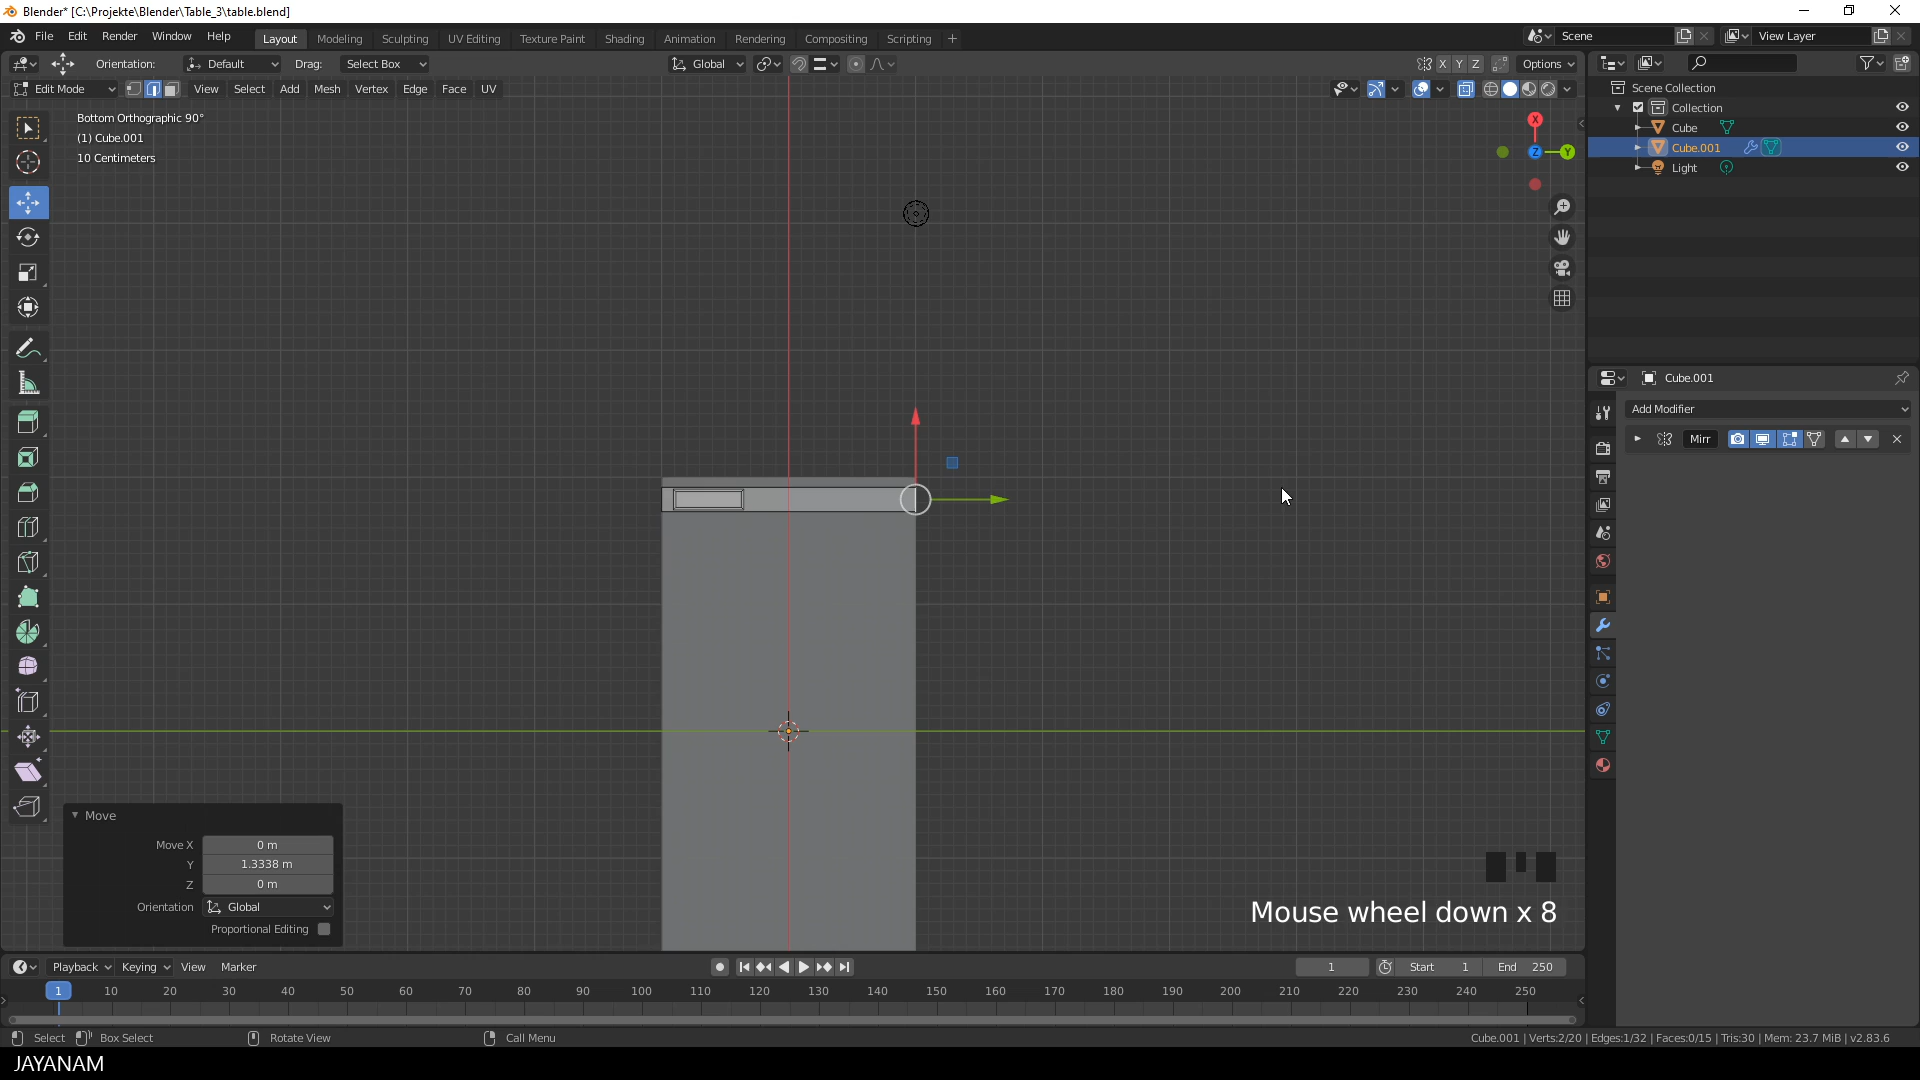 Blender* [C:\Projekte\Blender\Table_3\table.blend]
File Edit Render Window Help Layout Modeling Sculpting UV Editing Texture Paint Shading Animation Rendering Compositing Scripting + Scene View Layer
Orientation: Default Drag: Select Box Global X Y Z Options
Edit Mode View Select Add Mesh Vertex Edge Face UV
Scene Collection
Collection
Cube
Cube.001
Light
Bottom Orthographic 90°
(1) Cube.001
10 Centimeters
X
Z Y
Cube.001
Add Modifier
Mirr
Move
Move X 0 m
Y 1.3338 m
Z 0 m
Orientation Global
Proportional Editing
Mouse wheel down x 8
Playback Keying View Marker 1 Start 1 End 250
1 10 20 30 40 50 60 70 80 90 100 110 120 130 140 150 160 170 180 190 200 210 220 230 240 250
Select Box Select Rotate View Call Menu Cube.001 | Verts:2/20 | Edges:1/32 | Faces:0/15 | Tris:30 | Mem: 23.7 MiB | v2.83.6
JAYANAM